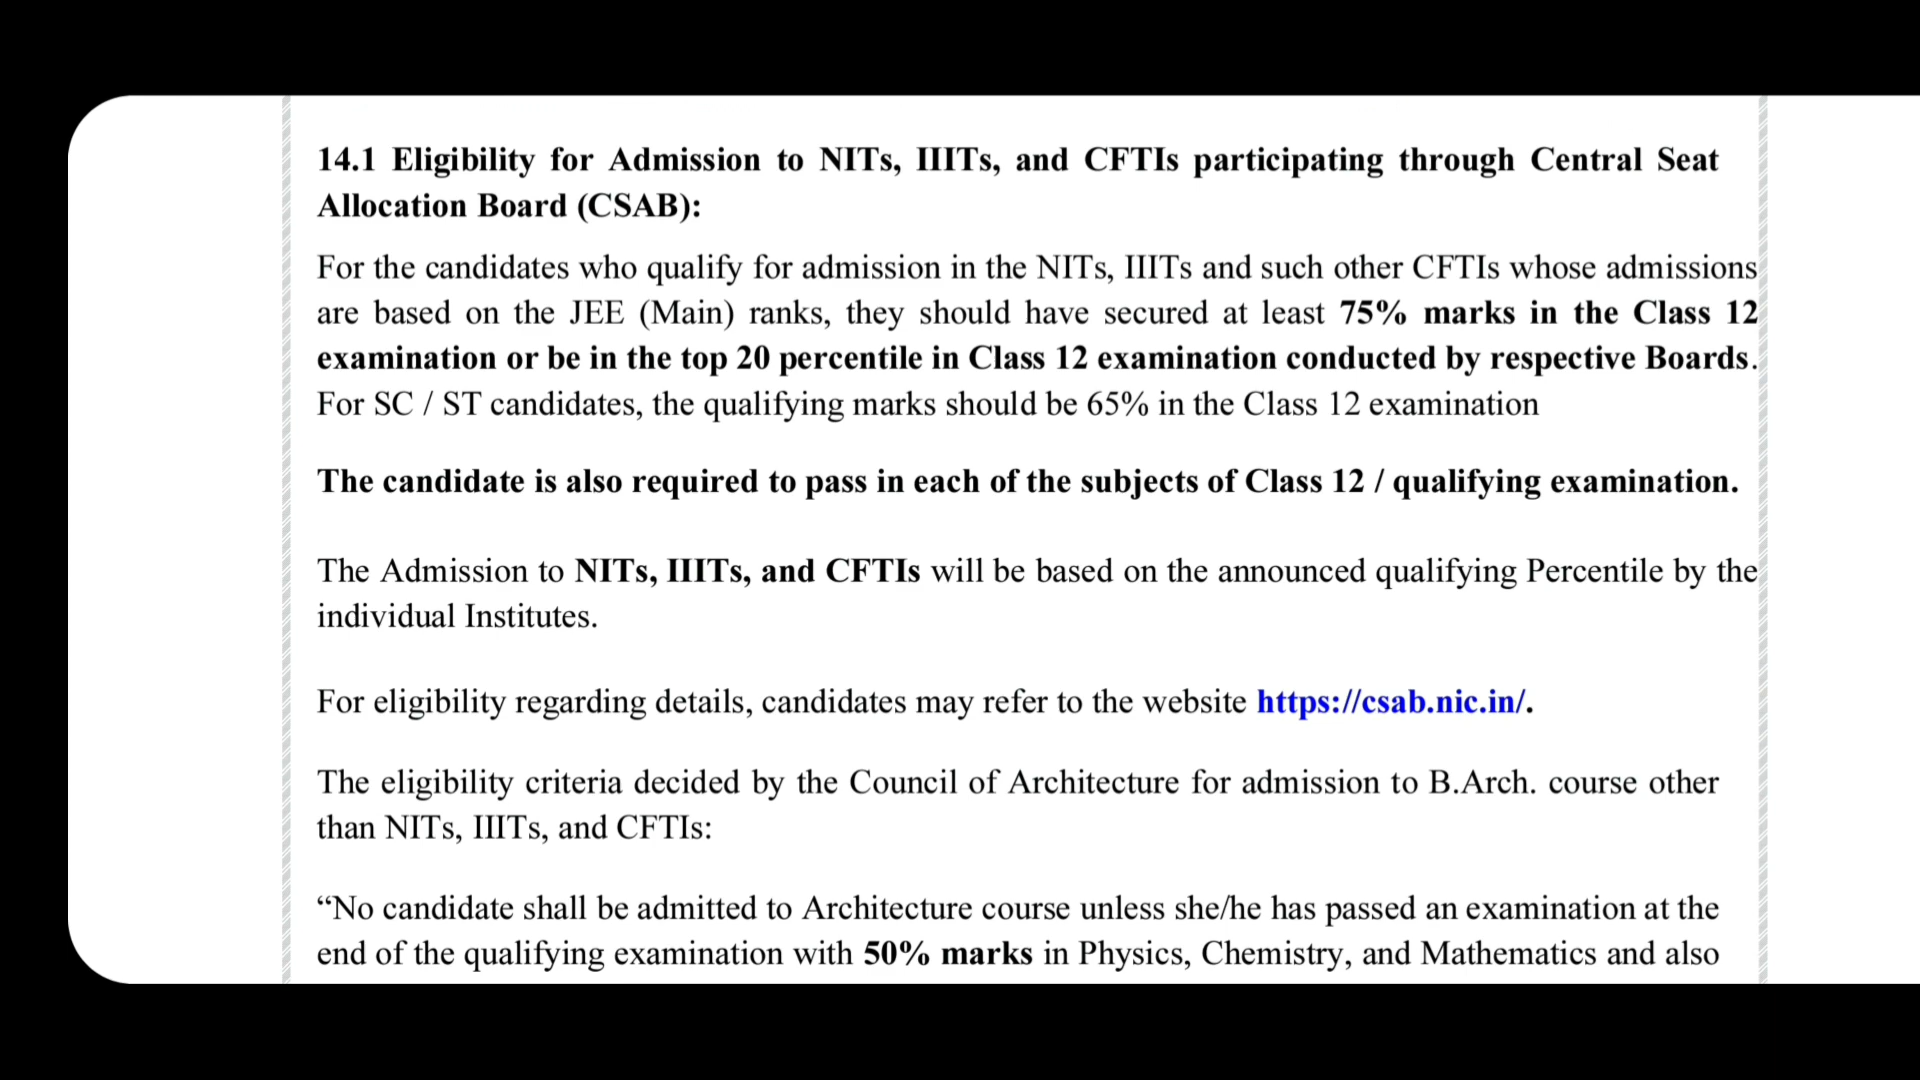 14.1 Eligibility for Admission to NITs, IIITs, and CFTIs participating through Central Seat
Allocation Board (CSAB):
For the candidates who qualify for admission in the NITs, IIITs and such other CFTIs whose admissions
are based on the JEE (Main) ranks, they should have secured at least 75% marks in the Class 12
examination or be in the top 20 percentile in Class 12 examination conducted by respective Boards.
For SC / ST candidates, the qualifying marks should be 65% in the Class 12 examination
The candidate is also required to pass in each of the subjects of Class 12 / qualifying examination.
The Admission to NITs, IIITs, and CFTIs will be based on the announced qualifying Percentile by the
individual Institutes.
For eligibility regarding details, candidates may refer to the website https://csab.nic.in/.
The eligibility criteria decided by the Council of Architecture for admission to B.Arch. course other
than NITs, IIITs, and CFTIs:
“No candidate shall be admitted to Architecture course unless she/he has passed an examination at the
end of the qualifying examination with 50% marks in Physics, Chemistry, and Mathematics and also